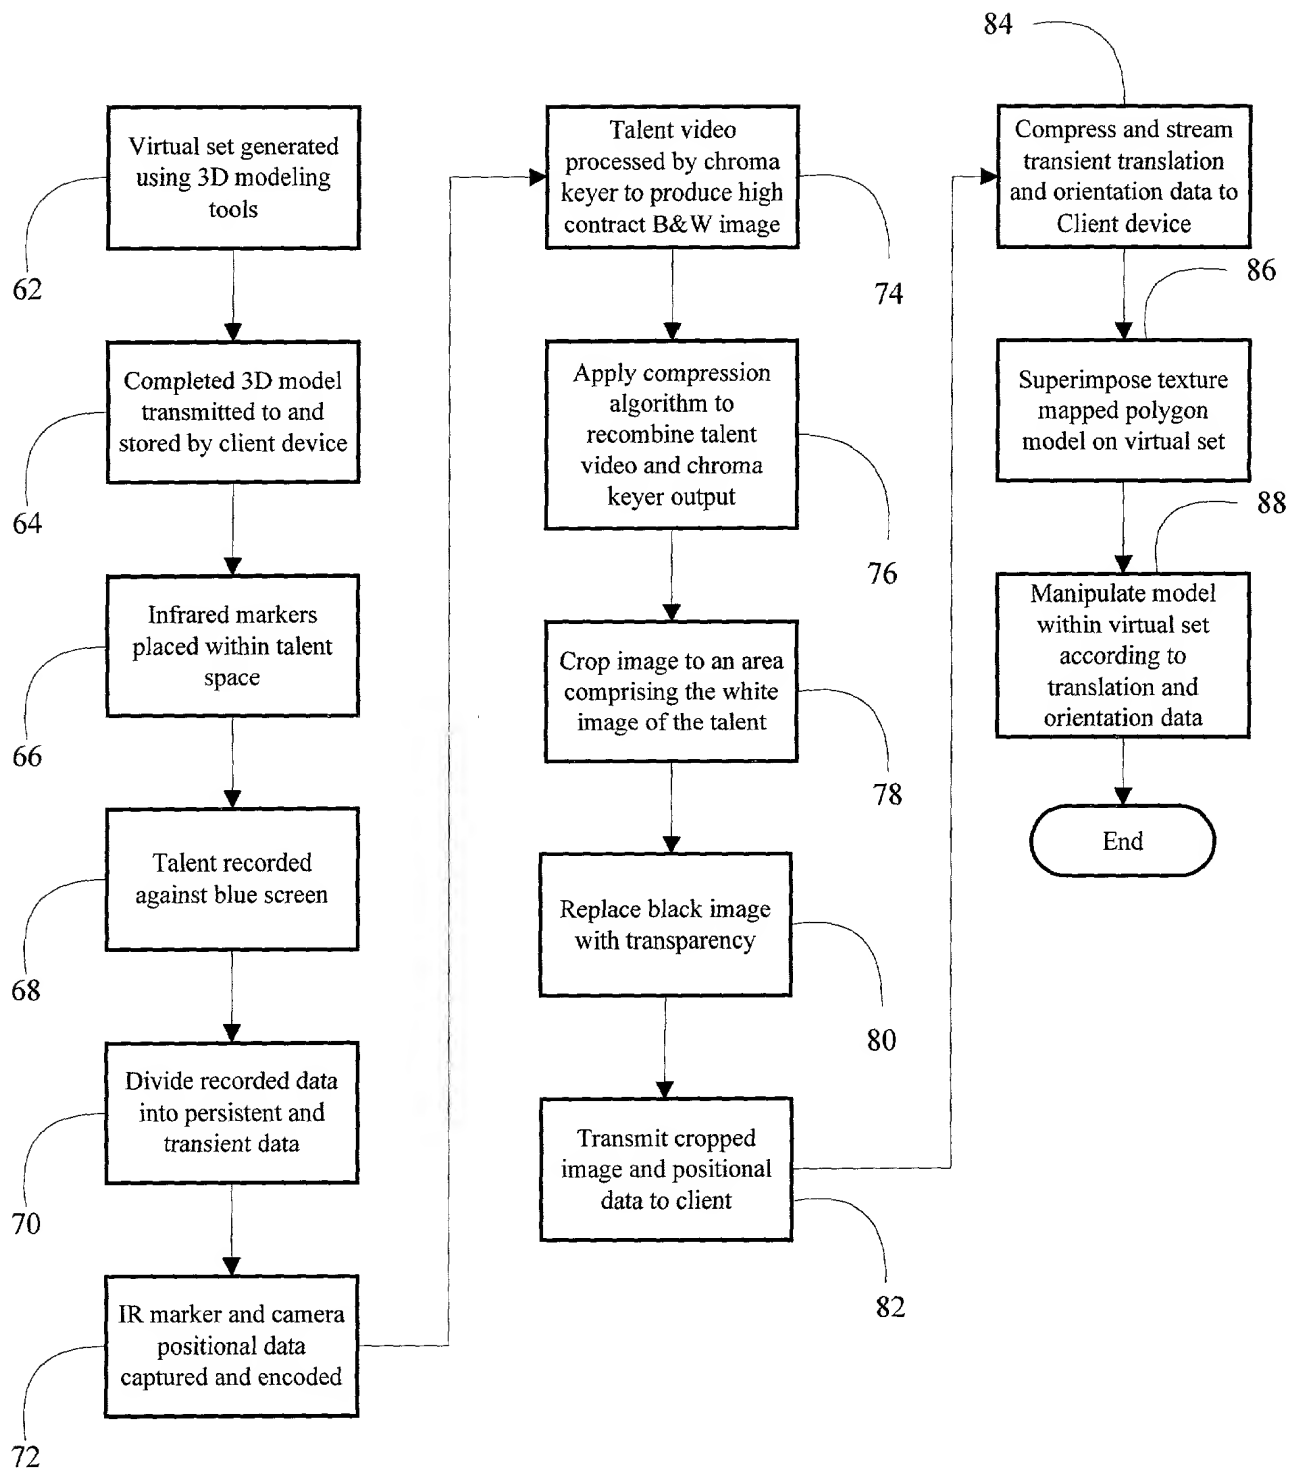 Virtual set generated
using 3D modeling
tools
62
Completed 3D model
transmitted to and
stored by client device
64
Infrared markers
placed within talent
space
66
Talent recorded
against blue screen
68
Divide recorded data
into persistent and
transient data
70
IR marker and camera
positional data
captured and encoded
72
Talent video
processed by chroma
keyer to produce high
contract B&W image
74
Apply compression
algorithm to
recombine talent
video and chroma
keyer output
76
Crop image to an area
comprising the white
image of the talent
78
Replace black image
with transparency
80
Transmit cropped
image and positional
data to client
82
84
Compress and stream
transient translation
and orientation data to
Client device
86
Superimpose texture
mapped polygon
model on virtual set
88
Manipulate model
within virtual set
according to
translation and
orientation data
End